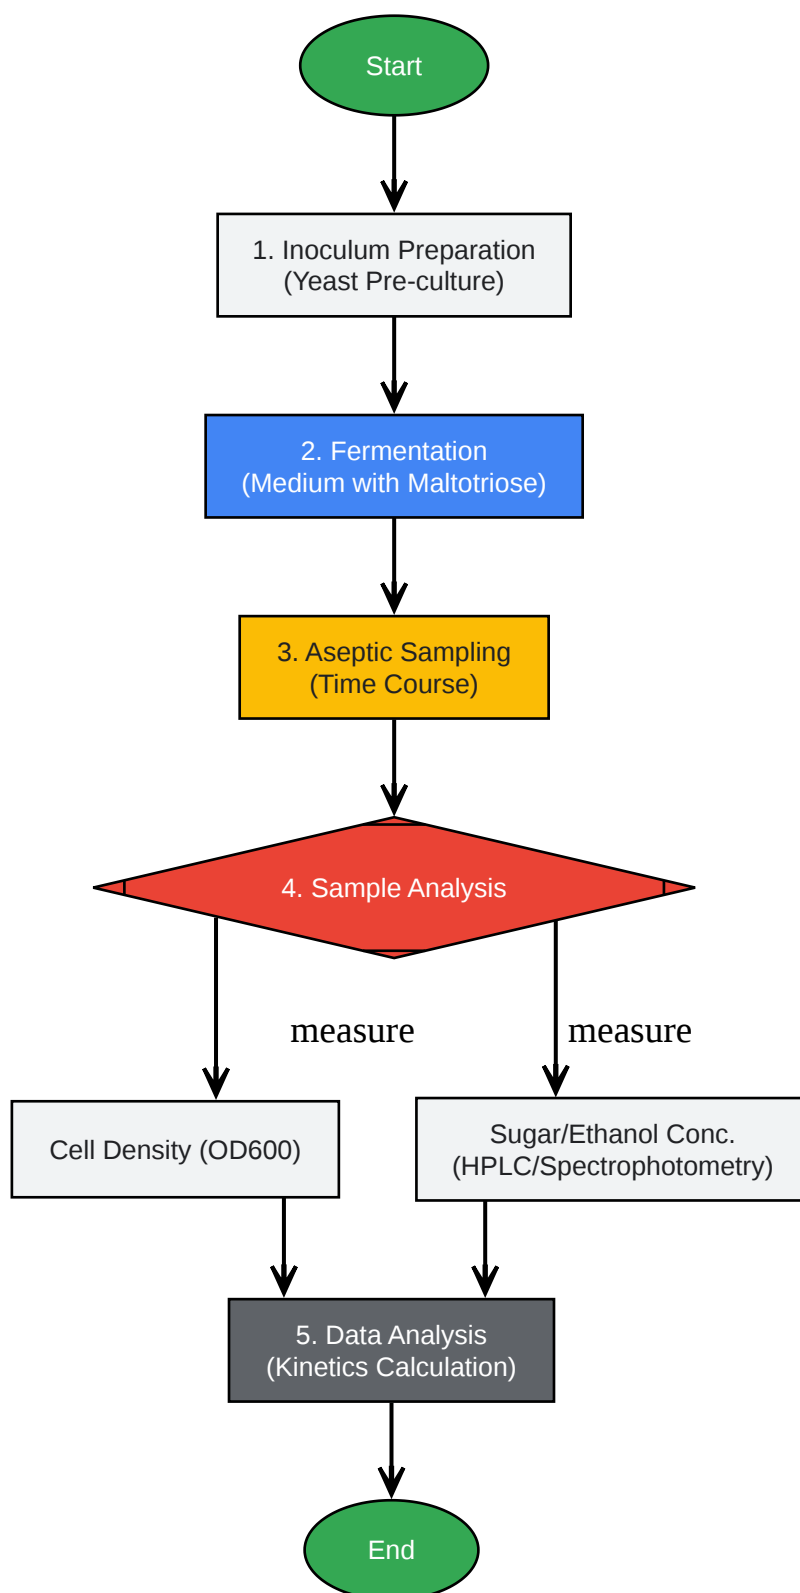 Start
1. Inoculum Preparation
(Yeast Pre-culture)
2. Fermentation
(Medium with Maltotriose)
3. Aseptic Sampling
(Time Course)
4. Sample Analysis
measure
measure
Cell Density (OD600)
Sugar/Ethanol Conc.
(HPLC/Spectrophotometry)
5. Data Analysis
(Kinetics Calculation)
End